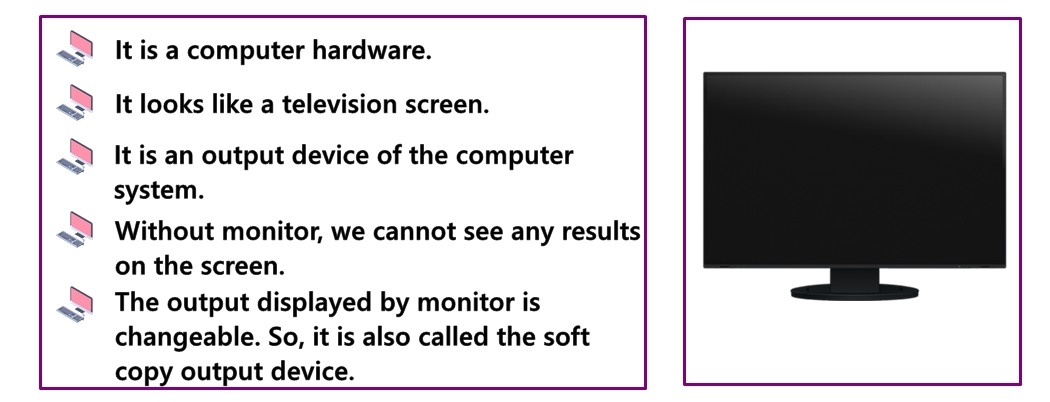 It is a computer hardware.
It looks like a television screen.
It is an output device of the computer
system.
Without monitor, we cannot see any results
on the screen.
The output displayed by monitor is
changeable. So, it is also called the soft
copy output device.